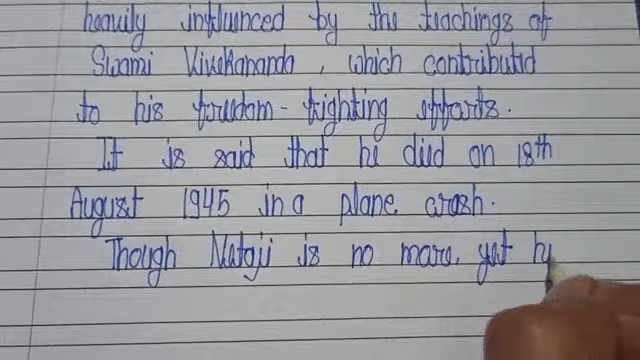 heavily influenced by the teachings of
Swami Vivekananda, which contributed
to his freedom-fighting efforts.
It is said that he died on 18th
August 1945 in a plane crash.
Though Netaji is no more, yet